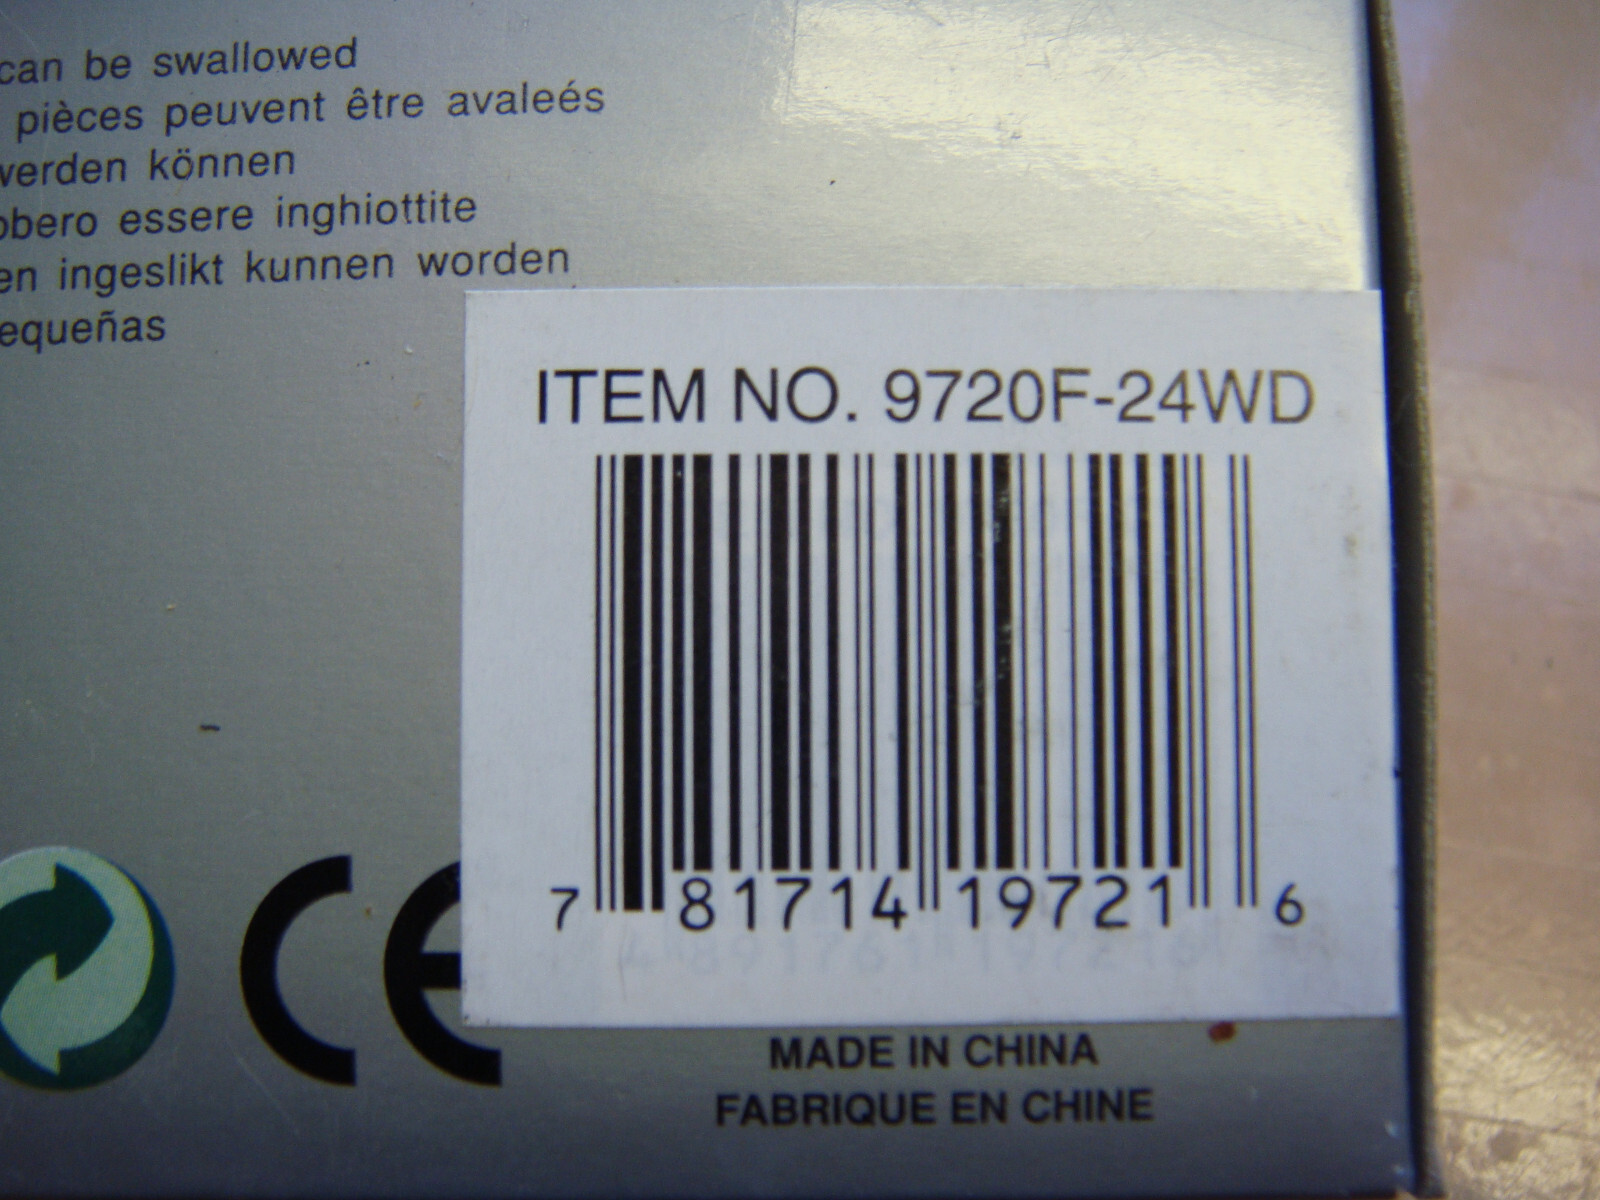 can be swallowed
pièces peuvent être avaleés
werden können
bbero essere inghiottite
en ingeslikt kunnen worden
equeñas
ITEM NO. 9720F-24WD
7 81714 19721 6
CE
MADE IN CHINA
FABRIQUE EN CHINE